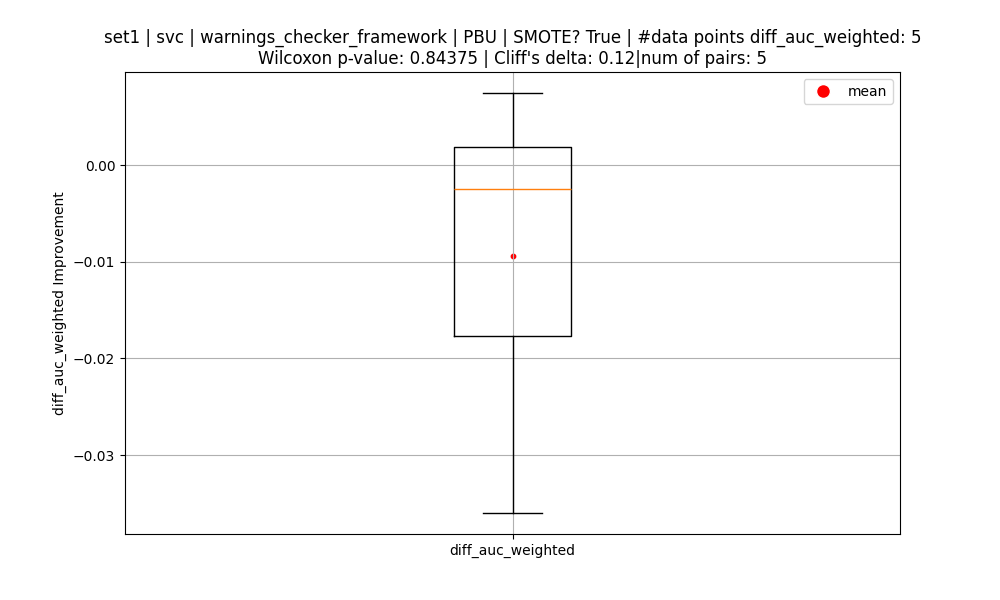 set1 | svc | warnings_checker_framework | PBU | SMOTE? True | #data points diff_auc_weighted: 5
Wilcoxon p-value: 0.84375 | Cliff's delta: 0.12|num of pairs: 5
mean
0.00
−0.01
−0.02
−0.03
diff_auc_weighted Improvement
diff_auc_weighted